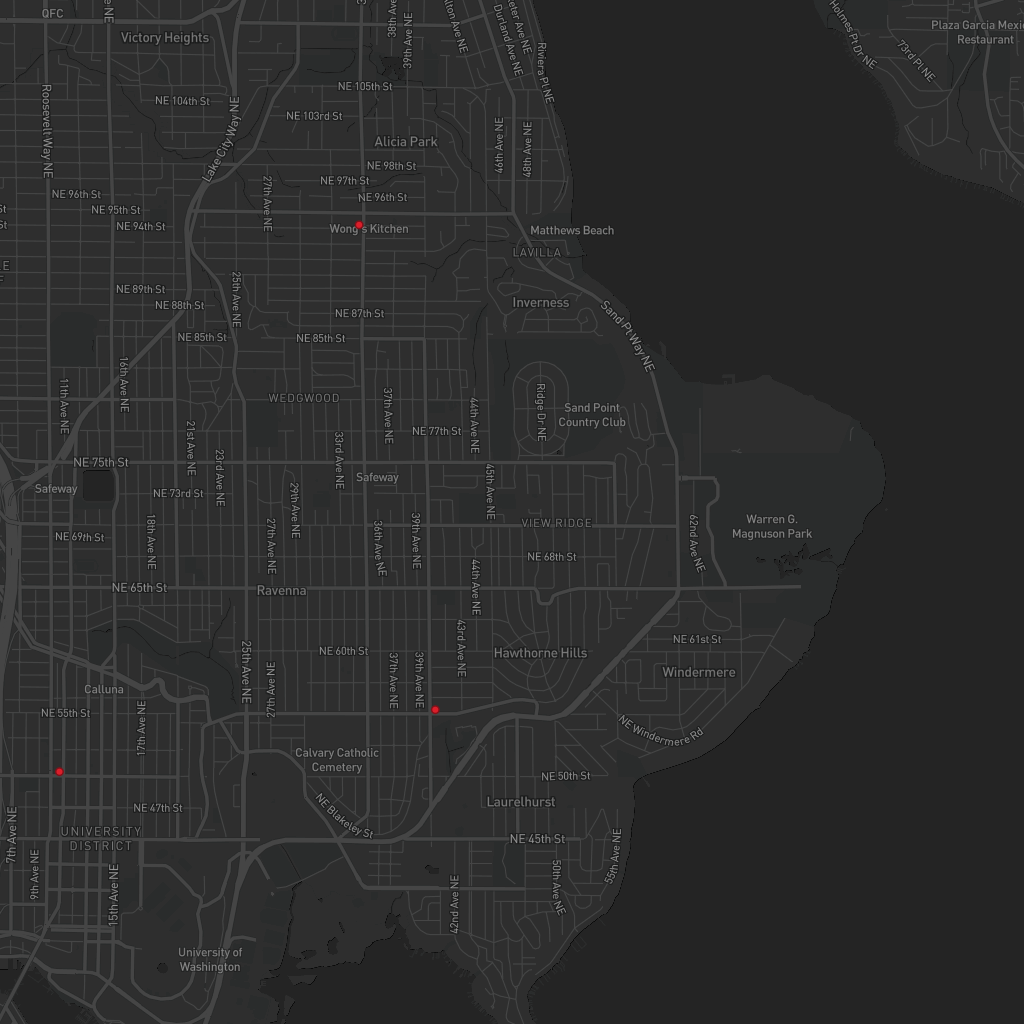 QFC
Victory Heights
38th Ave
39th Ave NE
Durland Ave NE
Riviera Pl NE
Holmes Pt Dr NE
73rd Pl NE
Plaza Garcia Mexic
Restaurant
Roosevelt Way NE
NE 105th St
NE 104th St
NE 103rd St
Lake City Way NE
Alicia Park
46th Ave NE
48th Ave NE
NE 98th St
NE 97th St
27th Ave NE
NE 96th St
NE 96th St
NE 95th St
NE 94th St
Wong's Kitchen
Matthews Beach
LAVILLA
25th Ave NE
NE 89th St
NE 88th St
Inverness
NE 87th St
Sand Pt Way NE
NE 85th St
NE 85th St
16th Ave NE
11th Ave NE
WEDGWOOD
37th Ave NE
Ridge Dr NE
Sand Point
Country Club
44th Ave NE
21st Ave NE
NE 77th St
33rd Ave NE
23rd Ave NE
NE 75th St
Safeway
Safeway
45th Ave NE
NE 73rd St
29th Ave NE
VIEW RIDGE
Warren G.
Magnuson Park
18th Ave NE
27th Ave NE
36th Ave NE
39th Ave NE
62nd Ave NE
NE 69th St
NE 68th St
44th Ave NE
NE 65th St
Ravenna
43rd Ave NE
NE 61st St
NE 60th St
Hawthorne Hills
Windermere
25th Ave NE
27th Ave NE
37th Ave NE
39th Ave NE
Calluna
NE 55th St
17th Ave NE
NE Windermere Rd
Calvary Catholic
Cemetery
NE 50th St
NE 47th St
NE Blakeley St
Laurelhurst
7th Ave NE
UNIVERSITY
DISTRICT
NE 45th St
9th Ave NE
15th Ave NE
42nd Ave NE
50th Ave NE
55th Ave NE
University of
Washington